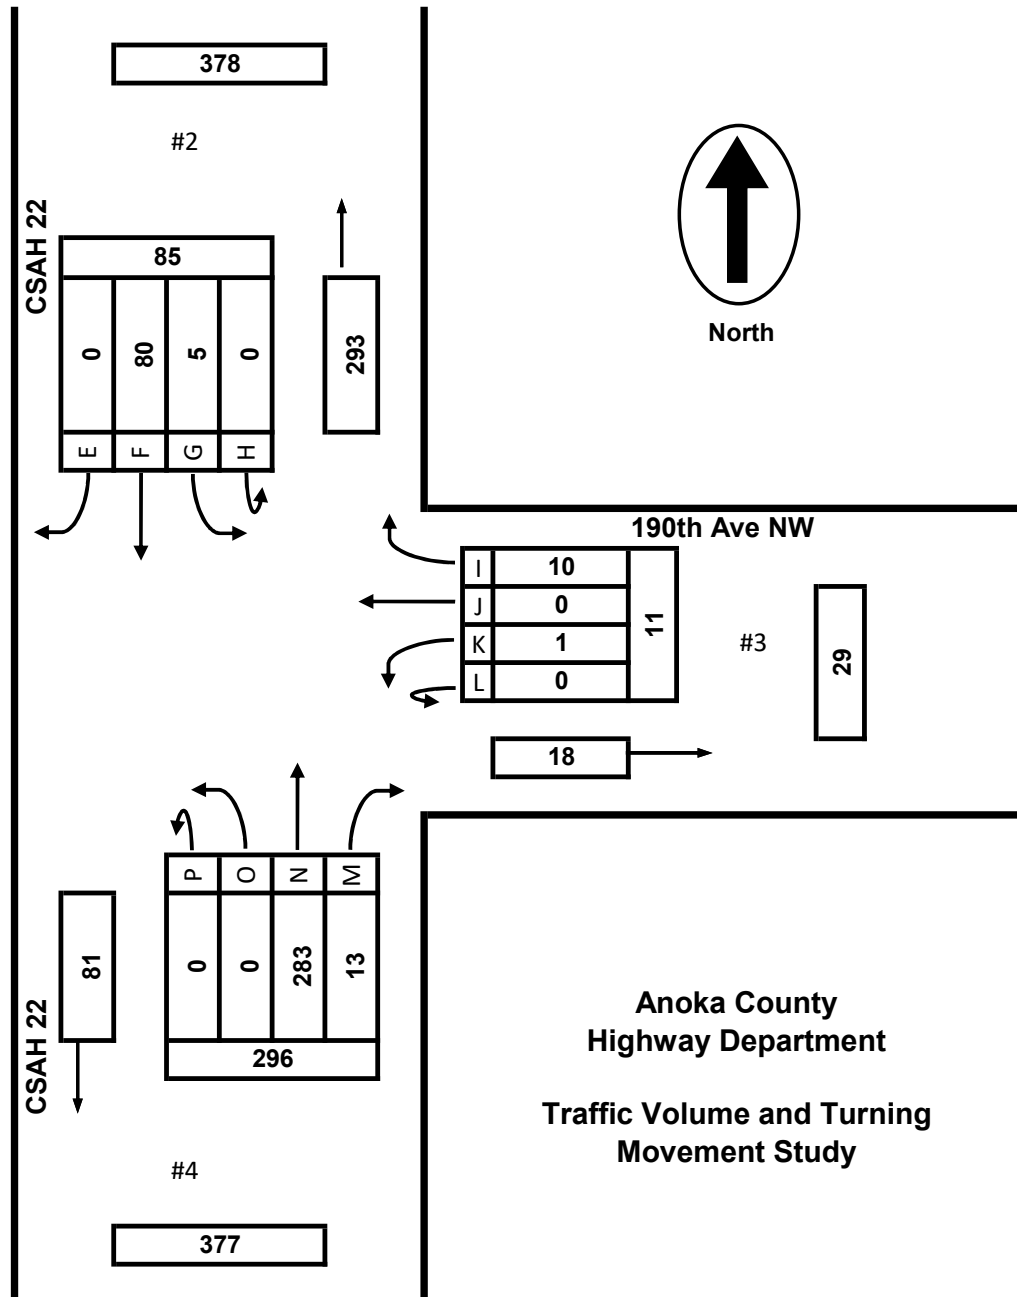 378
#2
CSAH 22
85
0
80
5
0
E
F
G
H
293
North
190th Ave NW
I
10
J
0
K
1
L
0
11
#3
29
18
P
O
N
M
0
0
283
13
296
81
CSAH 22
#4
377
Anoka County
Highway Department
Traffic Volume and Turning
Movement Study